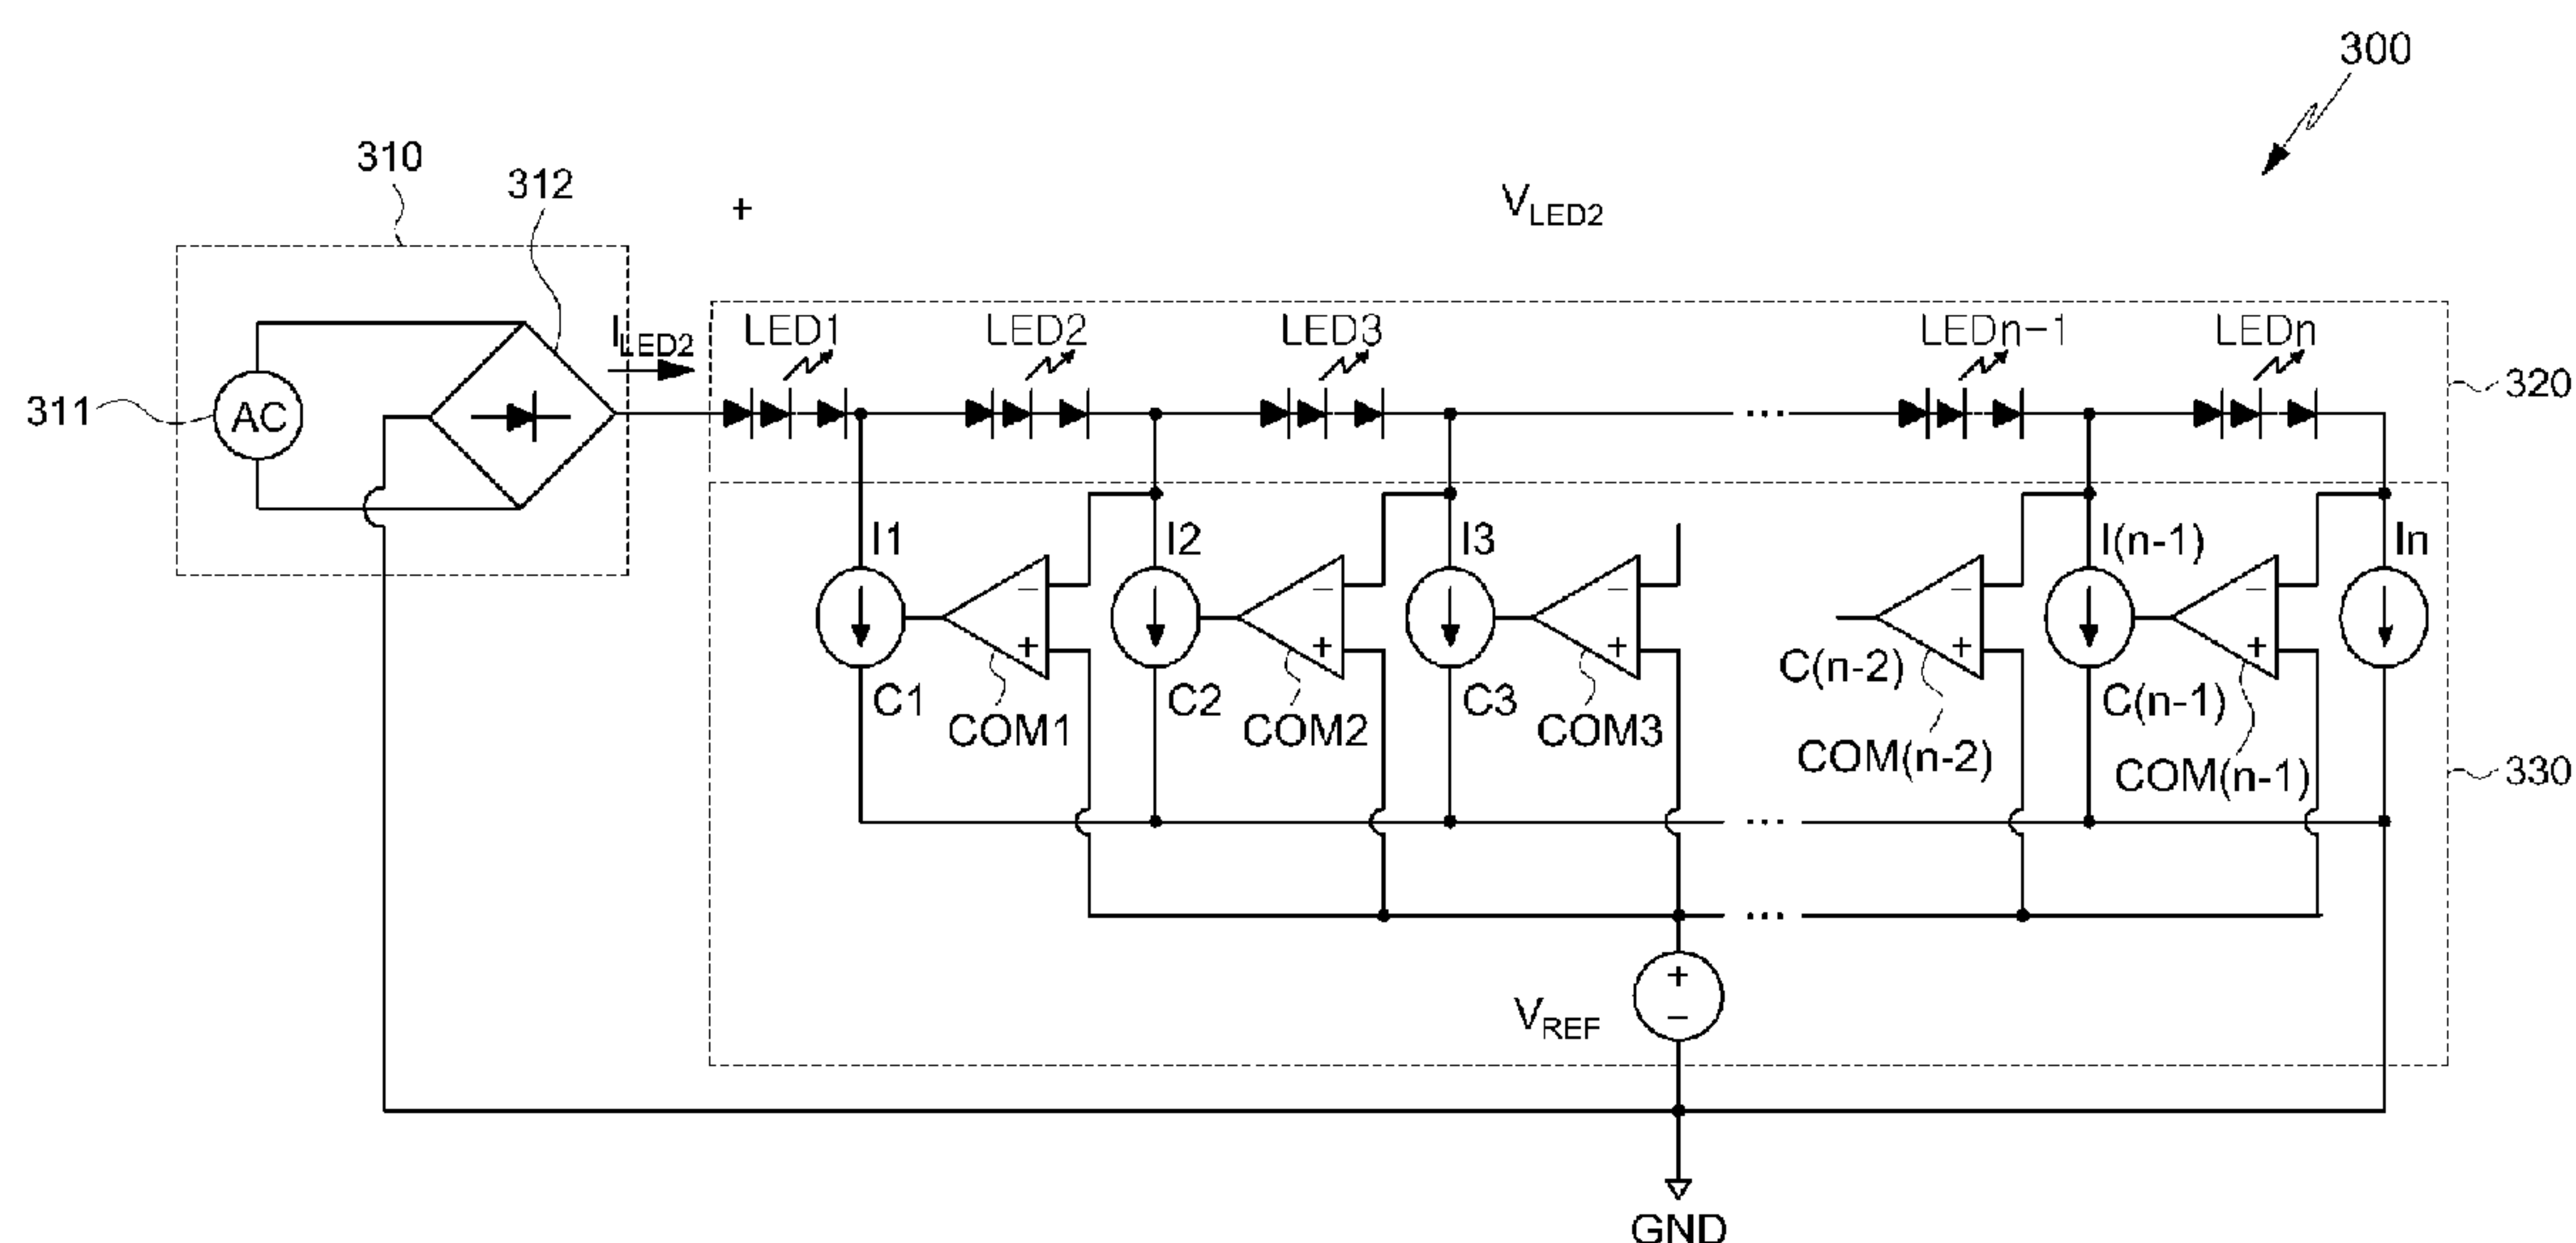 300
310
312
+
VLED2
ILED2
LED1
LED2
LED3
...
LEDn-1
LEDn
311
AC
320
I1
I2
I3
I(n-1)
In
−
−
−
−
−
+
+
+
+
+
C1
COM1
C2
COM2
C3
COM3
C(n-2)
COM(n-2)
C(n-1)
COM(n-1)
330
...
...
+
−
VREF
GND